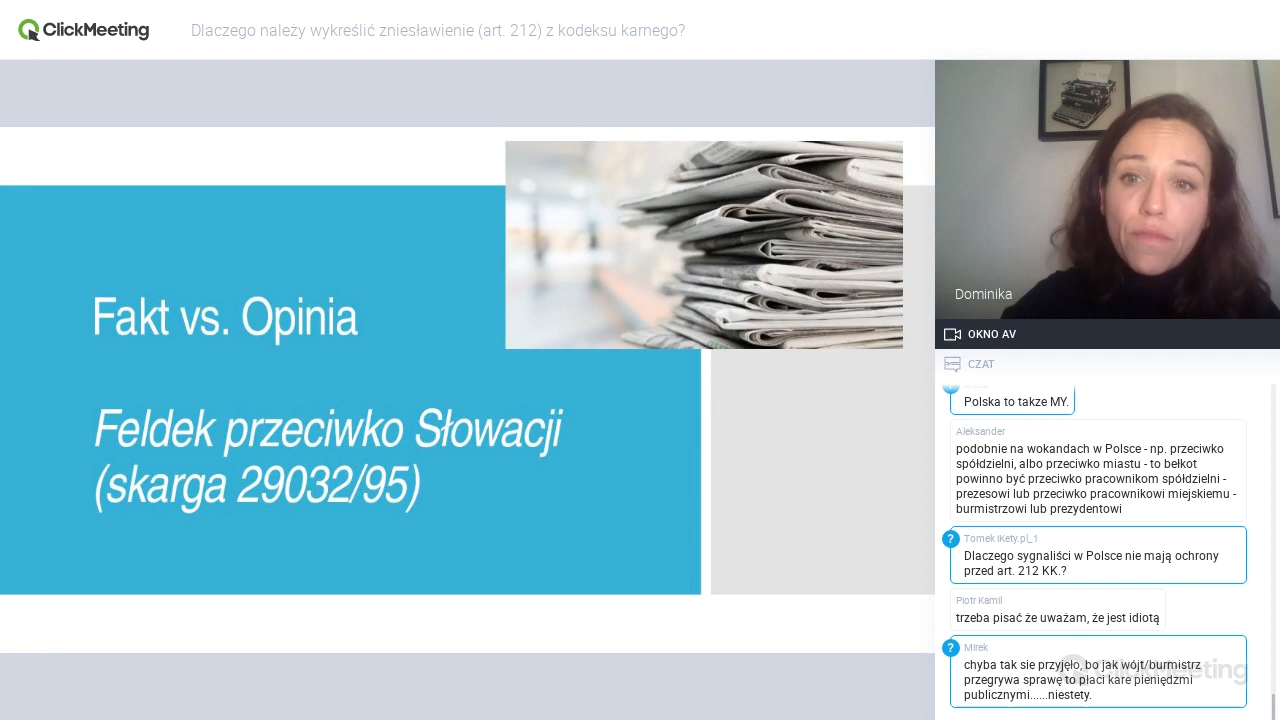 ClickMeeting
Dlaczego należy wykreślić zniesławienie (art. 212) z kodeksu karnego?
Fakt vs. Opinia
Feldek przeciwko Słowacji
(skarga 29032/95)
Dominika
OKNO AV
CZAT
Polska to takze MY.
Aleksander
podobnie na wokandach w Polsce - np. przeciwko
spółdzielni, albo przeciwko miastu - to bełkot
powinno być przeciwko pracownikom spółdzielni -
prezesowi lub przeciwko pracownikowi miejskiemu -
burmistrzowi lub prezydentowi
?
Tomek iKety.pl_1
Dlaczego sygnaliści w Polsce nie mają ochrony
przed art. 212 KK.?
Piotr Kamil
trzeba pisać że uważam, że jest idiotą
?
Mirek
chyba tak sie przyjęło, bo jak wójt/burmistrz
przegrywa sprawę to płaci kare pieniędzmi
publicznymi......niestety.
ClickMeeting